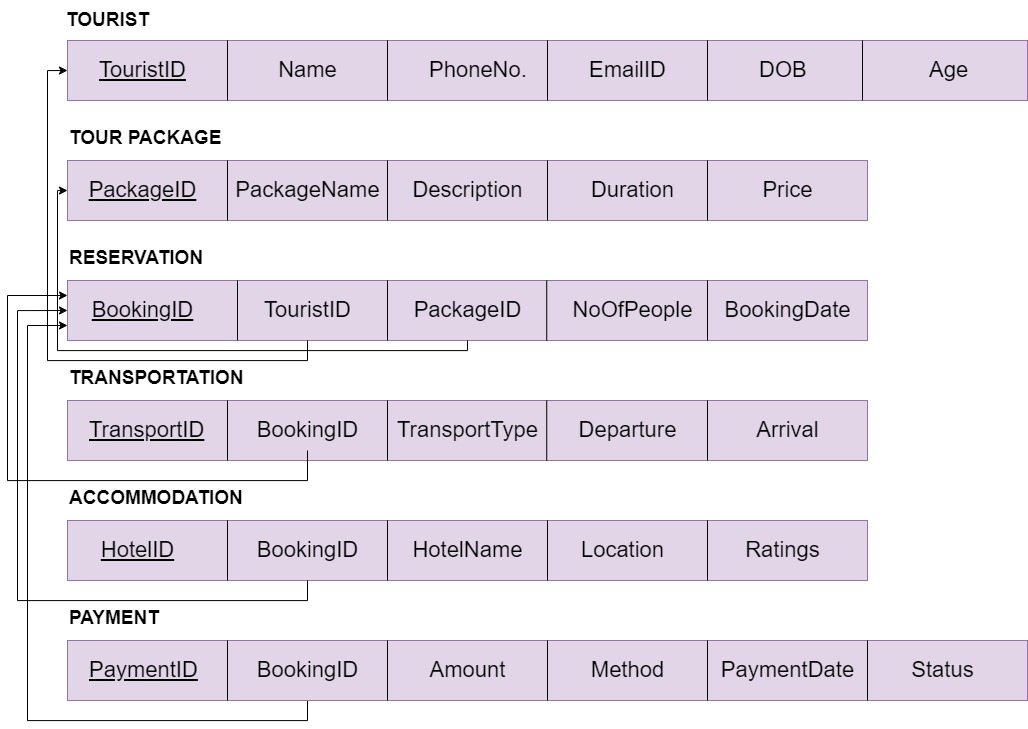 TOURIST
TouristID Name PhoneNo. EmailID DOB Age
TOUR PACKAGE
PackageID PackageName Description Duration Price
RESERVATION
BookingID TouristID PackageID NoOfPeople BookingDate
TRANSPORTATION
TransportID BookingID TransportType Departure Arrival
ACCOMMODATION
HotelID BookingID HotelName Location Ratings
PAYMENT
PaymentID BookingID Amount Method PaymentDate Status